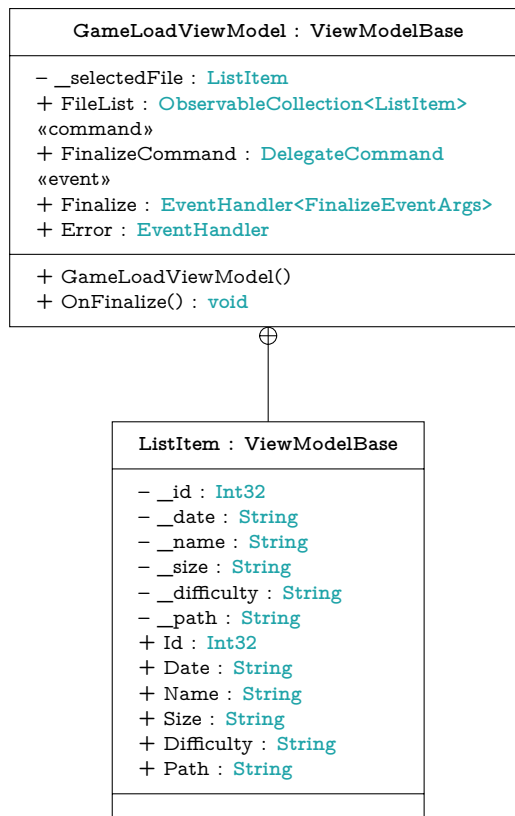 GameLoadViewModel : ViewModelBase
– _selectedFile : ListItem
+ FileList : ObservableCollection<ListItem>
«command»
+ FinalizeCommand : DelegateCommand
«event»
+ Finalize : EventHandler<FinalizeEventArgs>
+ Error : EventHandler
+ GameLoadViewModel()
+ OnFinalize() : void
ListItem : ViewModelBase
– _id : Int32
– _date : String
– _name : String
– _size : String
– _difficulty : String
– _path : String
+ Id : Int32
+ Date : String
+ Name : String
+ Size : String
+ Difficulty : String
+ Path : String